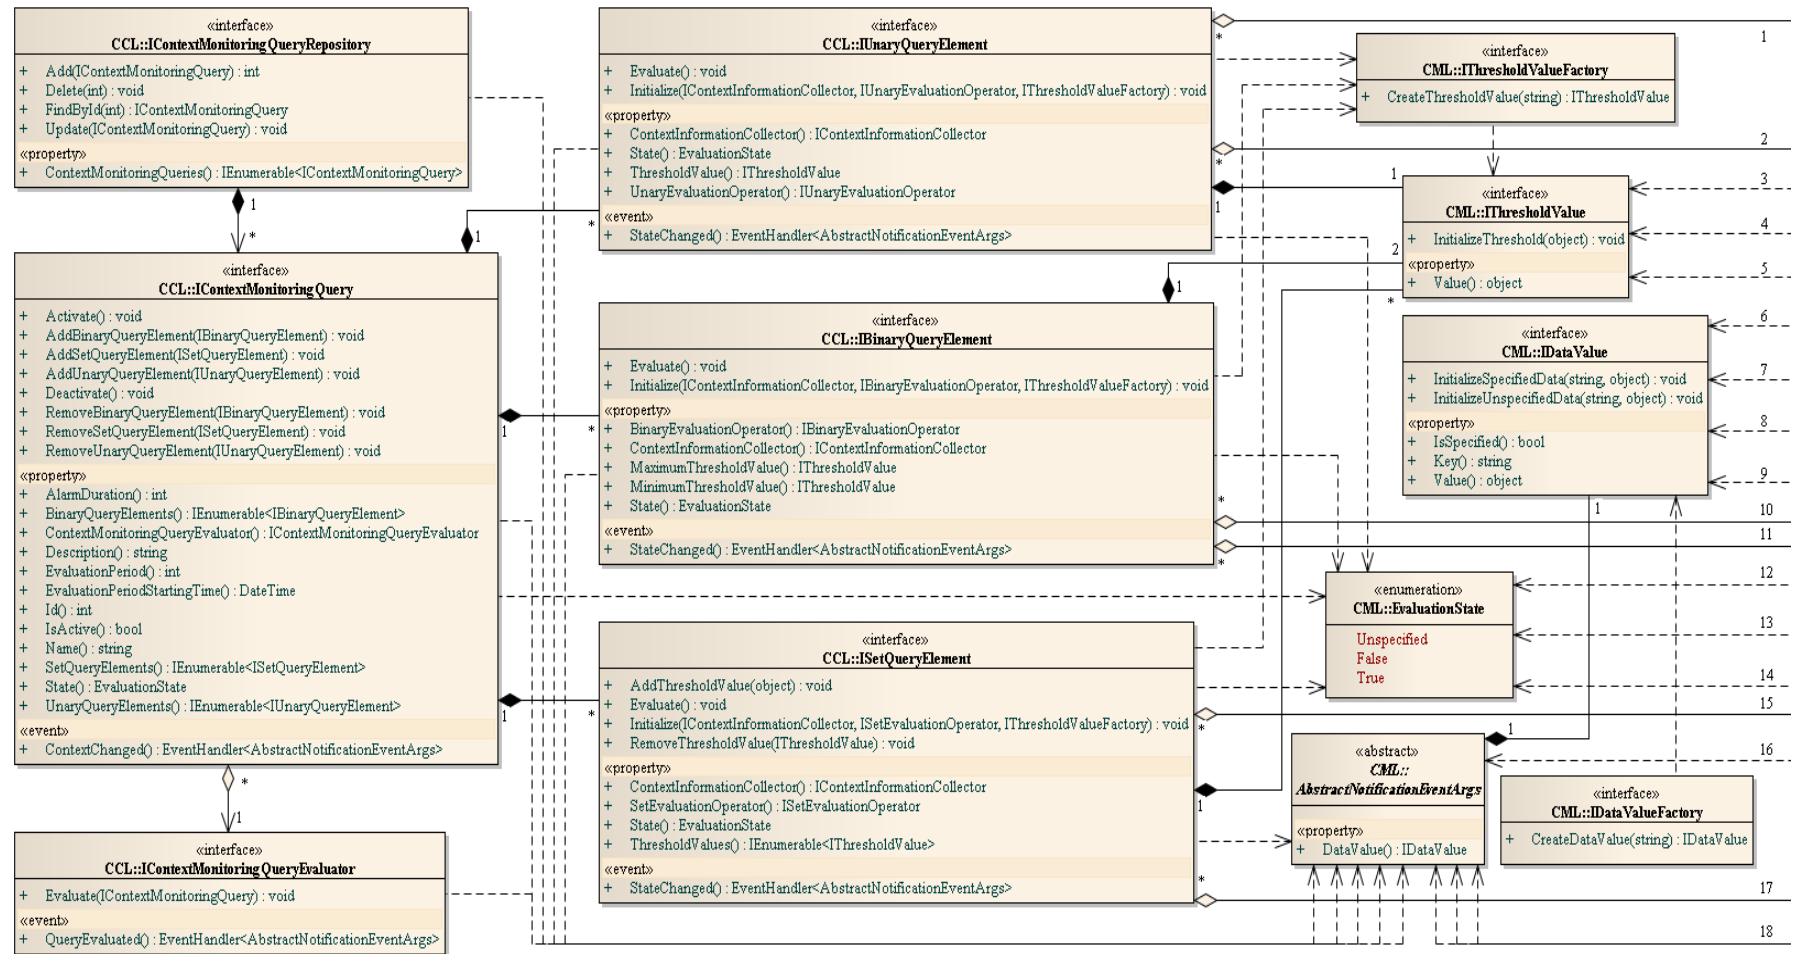 «interface»
CCL::IContextMonitoringQueryRepository
+ Add(IContextMonitoringQuery) : int
+ Delete(int) : void
+ FindById(int) : IContextMonitoringQuery
+ Update(IContextMonitoringQuery) : void
«property»
+ ContextMonitoringQueries() : IEnumerable<IContextMonitoringQuery>
1
*
«interface»
CCL::IContextMonitoringQuery
+ Activate() : void
+ AddBinaryQueryElement(IBinaryQueryElement) : void
+ AddSetQueryElement(ISetQueryElement) : void
+ AddUnaryQueryElement(IUnaryQueryElement) : void
+ Deactivate() : void
+ RemoveBinaryQueryElement(IBinaryQueryElement) : void
+ RemoveSetQueryElement(ISetQueryElement) : void
+ RemoveUnaryQueryElement(IUnaryQueryElement) : void
«property»
+ AlarmDuration() : int
+ BinaryQueryElements() : IEnumerable<IBinaryQueryElement>
+ ContextMonitoringQueryEvaluator() : IContextMonitoringQueryEvaluator
+ Description() : string
+ EvaluationPeriod() : int
+ EvaluationPeriodStartingTime() : DateTime
+ Id() : int
+ IsActive() : bool
+ Name() : string
+ SetQueryElements() : IEnumerable<ISetQueryElement>
+ State() : EvaluationState
+ UnaryQueryElements() : IEnumerable<IUnaryQueryElement>
«event»
+ ContextChanged() : EventHandler<AbstractNotificationEventArgs>
*
1
«interface»
CCL::IContextMonitoringQueryEvaluator
+ Evaluate(IContextMonitoringQuery) : void
«event»
+ QueryEvaluated() : EventHandler<AbstractNotificationEventArgs>
1
*
1
*
1
*
«interface»
CCL::IUnaryQueryElement
+ Evaluate() : void
+ Initialize(IContextInformationCollector, IUnaryEvaluationOperator, IThresholdValueFactory) : void
«property»
+ ContextInformationCollector() : IContextInformationCollector
+ State() : EvaluationState
+ ThresholdValue() : IThresholdValue
+ UnaryEvaluationOperator() : IUnaryEvaluationOperator
«event»
+ StateChanged() : EventHandler<AbstractNotificationEventArgs>
*
*
1
1
«interface»
CCL::IBinaryQueryElement
+ Evaluate() : void
+ Initialize(IContextInformationCollector, IBinaryEvaluationOperator, IThresholdValueFactory) : void
«property»
+ BinaryEvaluationOperator() : IBinaryEvaluationOperator
+ ContextInformationCollector() : IContextInformationCollector
+ MaximumThresholdValue() : IThresholdValue
+ MinimumThresholdValue() : IThresholdValue
+ State() : EvaluationState
«event»
+ StateChanged() : EventHandler<AbstractNotificationEventArgs>
1
2
*
*
«interface»
CCL::ISetQueryElement
+ AddThresholdValue(object) : void
+ Evaluate() : void
+ Initialize(IContextInformationCollector, ISetEvaluationOperator, IThresholdValueFactory) : void
+ RemoveThresholdValue(IThresholdValue) : void
«property»
+ ContextInformationCollector() : IContextInformationCollector
+ SetEvaluationOperator() : ISetEvaluationOperator
+ State() : EvaluationState
+ ThresholdValues() : IEnumerable<IThresholdValue>
«event»
+ StateChanged() : EventHandler<AbstractNotificationEventArgs>
*
1
*
*
«interface»
CML::IThresholdValueFactory
+ CreateThresholdValue(string) : IThresholdValue
«interface»
CML::IThresholdValue
+ InitializeThreshold(object) : void
«property»
+ Value() : object
«interface»
CML::IDataValue
+ InitializeSpecifiedData(string, object) : void
+ InitializeUnspecifiedData(string, object) : void
«property»
+ IsSpecified() : bool
+ Key() : string
+ Value() : object
1
«enumeration»
CML::EvaluationState
Unspecified
False
True
«abstract»
CML::
AbstractNotificationEventArgs
«property»
+ DataValue() : IDataValue
1
«interface»
CML::IDataValueFactory
+ CreateDataValue(string) : IDataValue
1
2
3
4
5
6
7
8
9
10
11
12
13
14
15
16
17
18